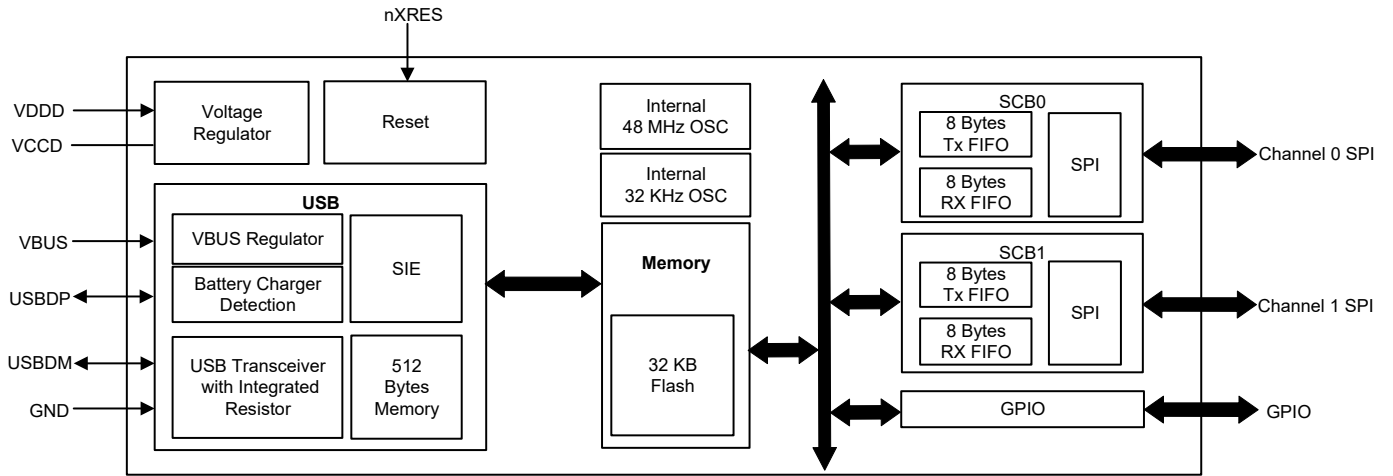 nXRES
VDDD
VCCD
Voltage
Regulator
Reset
Internal
48 MHz OSC
Internal
32 KHz OSC
SCB0
8 Bytes
Tx FIFO
8 Bytes
RX FIFO
SPI
Channel 0 SPI
USB
VBUS
USBDP
USBDM
GND
VBUS Regulator
Battery Charger
Detection
SIE
USB Transceiver
with Integrated
Resistor
512
Bytes
Memory
Memory
32 KB
Flash
SCB1
8 Bytes
Tx FIFO
8 Bytes
RX FIFO
SPI
Channel 1 SPI
GPIO
GPIO